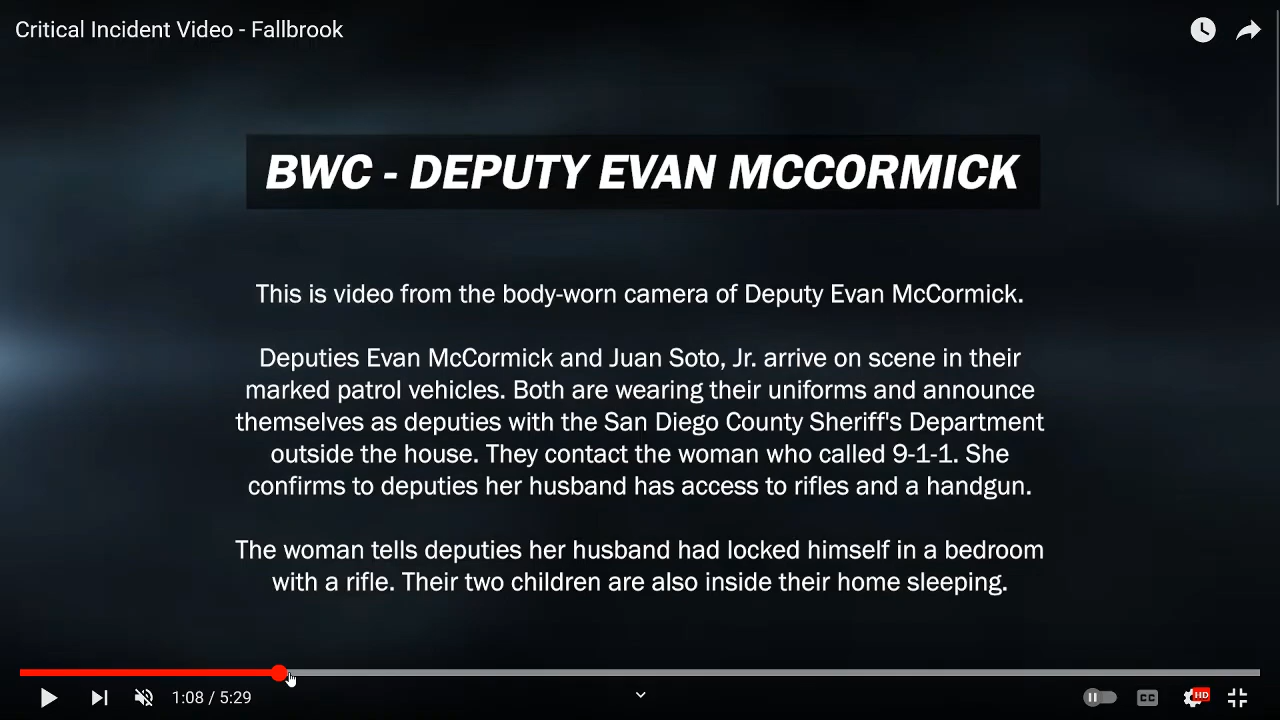 Critical Incident Video - Fallbrook
BWC - DEPUTY EVAN MCCORMICK
This is video from the body-worn camera of Deputy Evan McCormick.
Deputies Evan McCormick and Juan Soto, Jr. arrive on scene in their
marked patrol vehicles. Both are wearing their uniforms and announce
themselves as deputies with the San Diego County Sheriff's Department
outside the house. They contact the woman who called 9-1-1. She
confirms to deputies her husband has access to rifles and a handgun.
The woman tells deputies her husband had locked himself in a bedroom
with a rifle. Their two children are also inside their home sleeping.
1:08 / 5:29
CC
HD